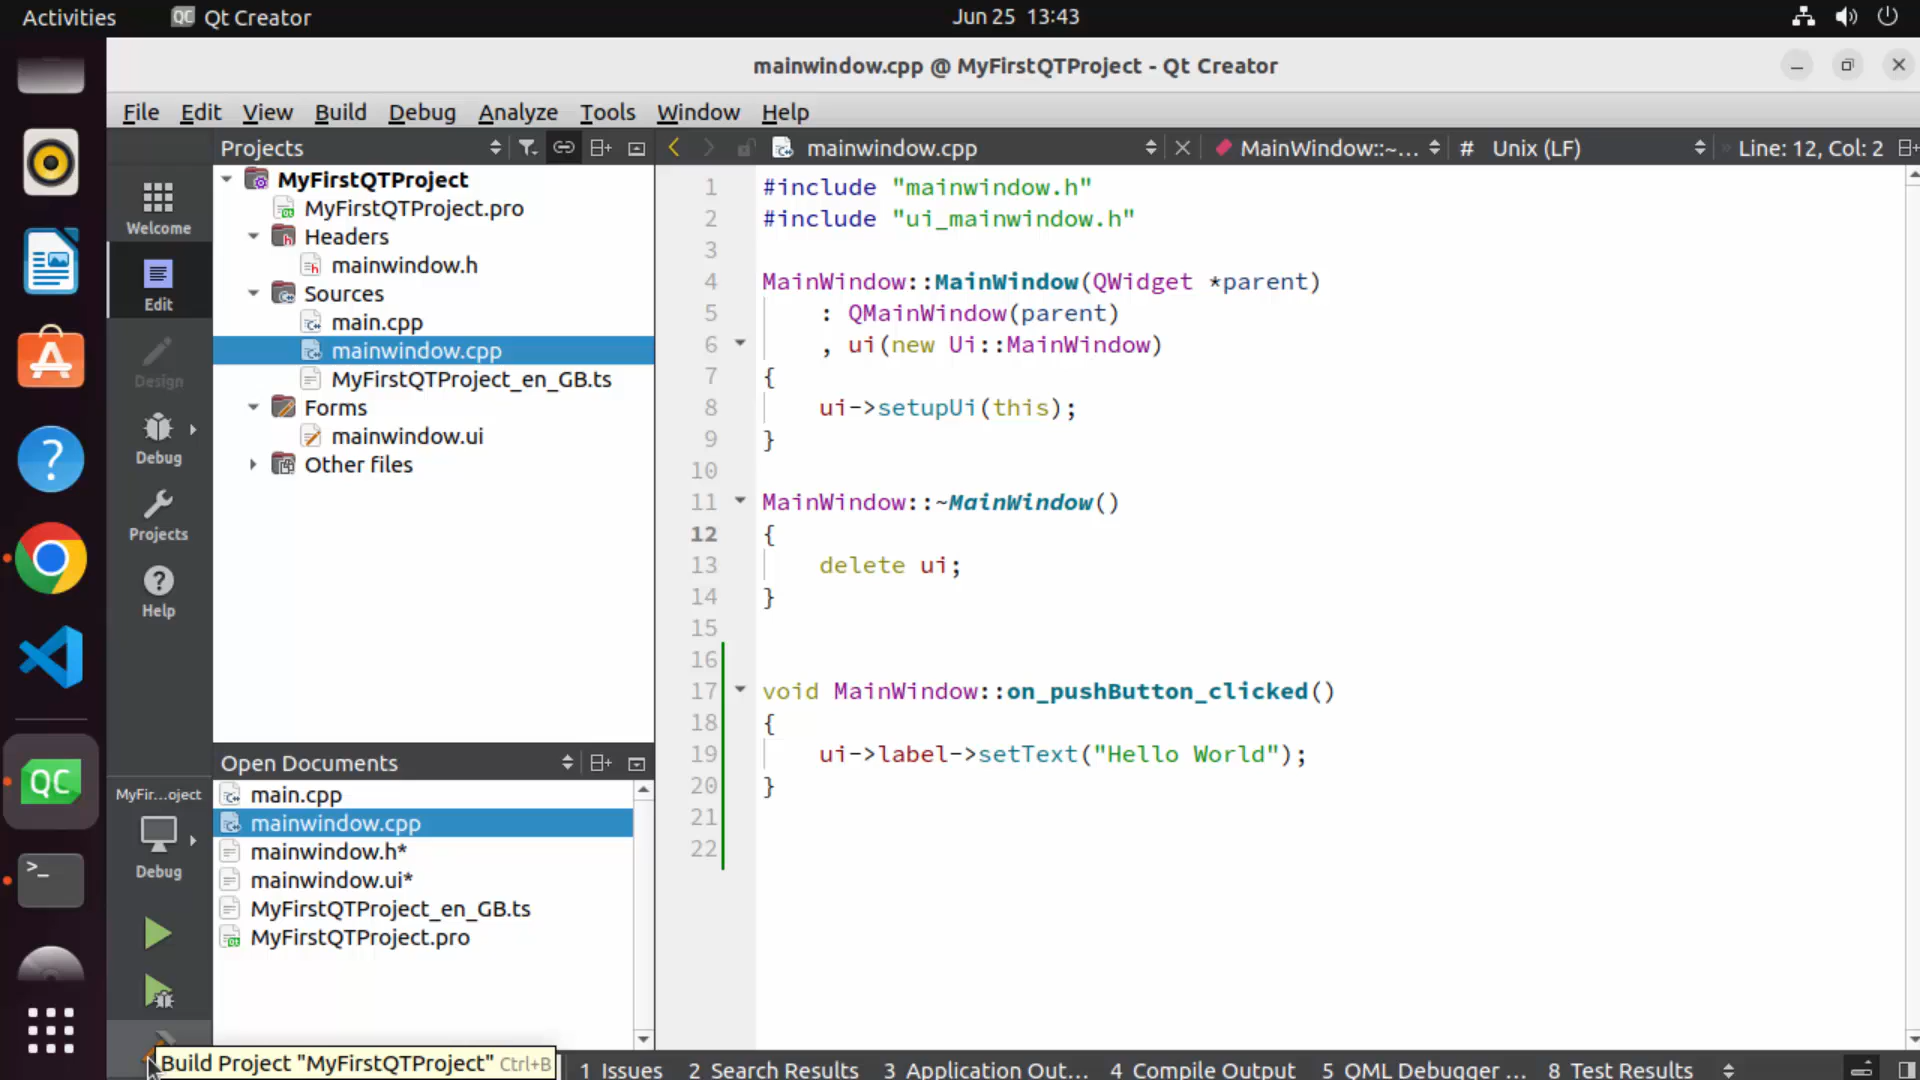 Activities
Qt Creator
Jun 25 13:43
mainwindow.cpp @ MyFirstQTProject - Qt Creator
File Edit View Build Debug Analyze Tools Window Help
Projects
mainwindow.cpp
MainWindow::~...
# Unix (LF)
Line: 12, Col: 2
Welcome
Edit
Design
Debug
Projects
Help
MyFir...oject
Debug
MyFirstQTProject
MyFirstQTProject.pro
Headers
mainwindow.h
Sources
main.cpp
mainwindow.cpp
MyFirstQTProject_en_GB.ts
Forms
mainwindow.ui
Other files
Open Documents
main.cpp
mainwindow.cpp
mainwindow.h*
mainwindow.ui*
MyFirstQTProject_en_GB.ts
MyFirstQTProject.pro
1 #include "mainwindow.h"
2 #include "ui_mainwindow.h"
3
4 MainWindow::MainWindow(QWidget *parent)
5 : QMainWindow(parent)
6 , ui(new Ui::MainWindow)
7 {
8 ui->setupUi(this);
9 }
10
11 MainWindow::~MainWindow()
12 {
13 delete ui;
14 }
15
16
17 void MainWindow::on_pushButton_clicked()
18 {
19 ui->label->setText("Hello World");
20 }
21
22
Build Project "MyFirstQTProject" Ctrl+B
1 Issues 2 Search Results 3 Application Out... 4 Compile Output 5 QML Debugger ... 8 Test Results